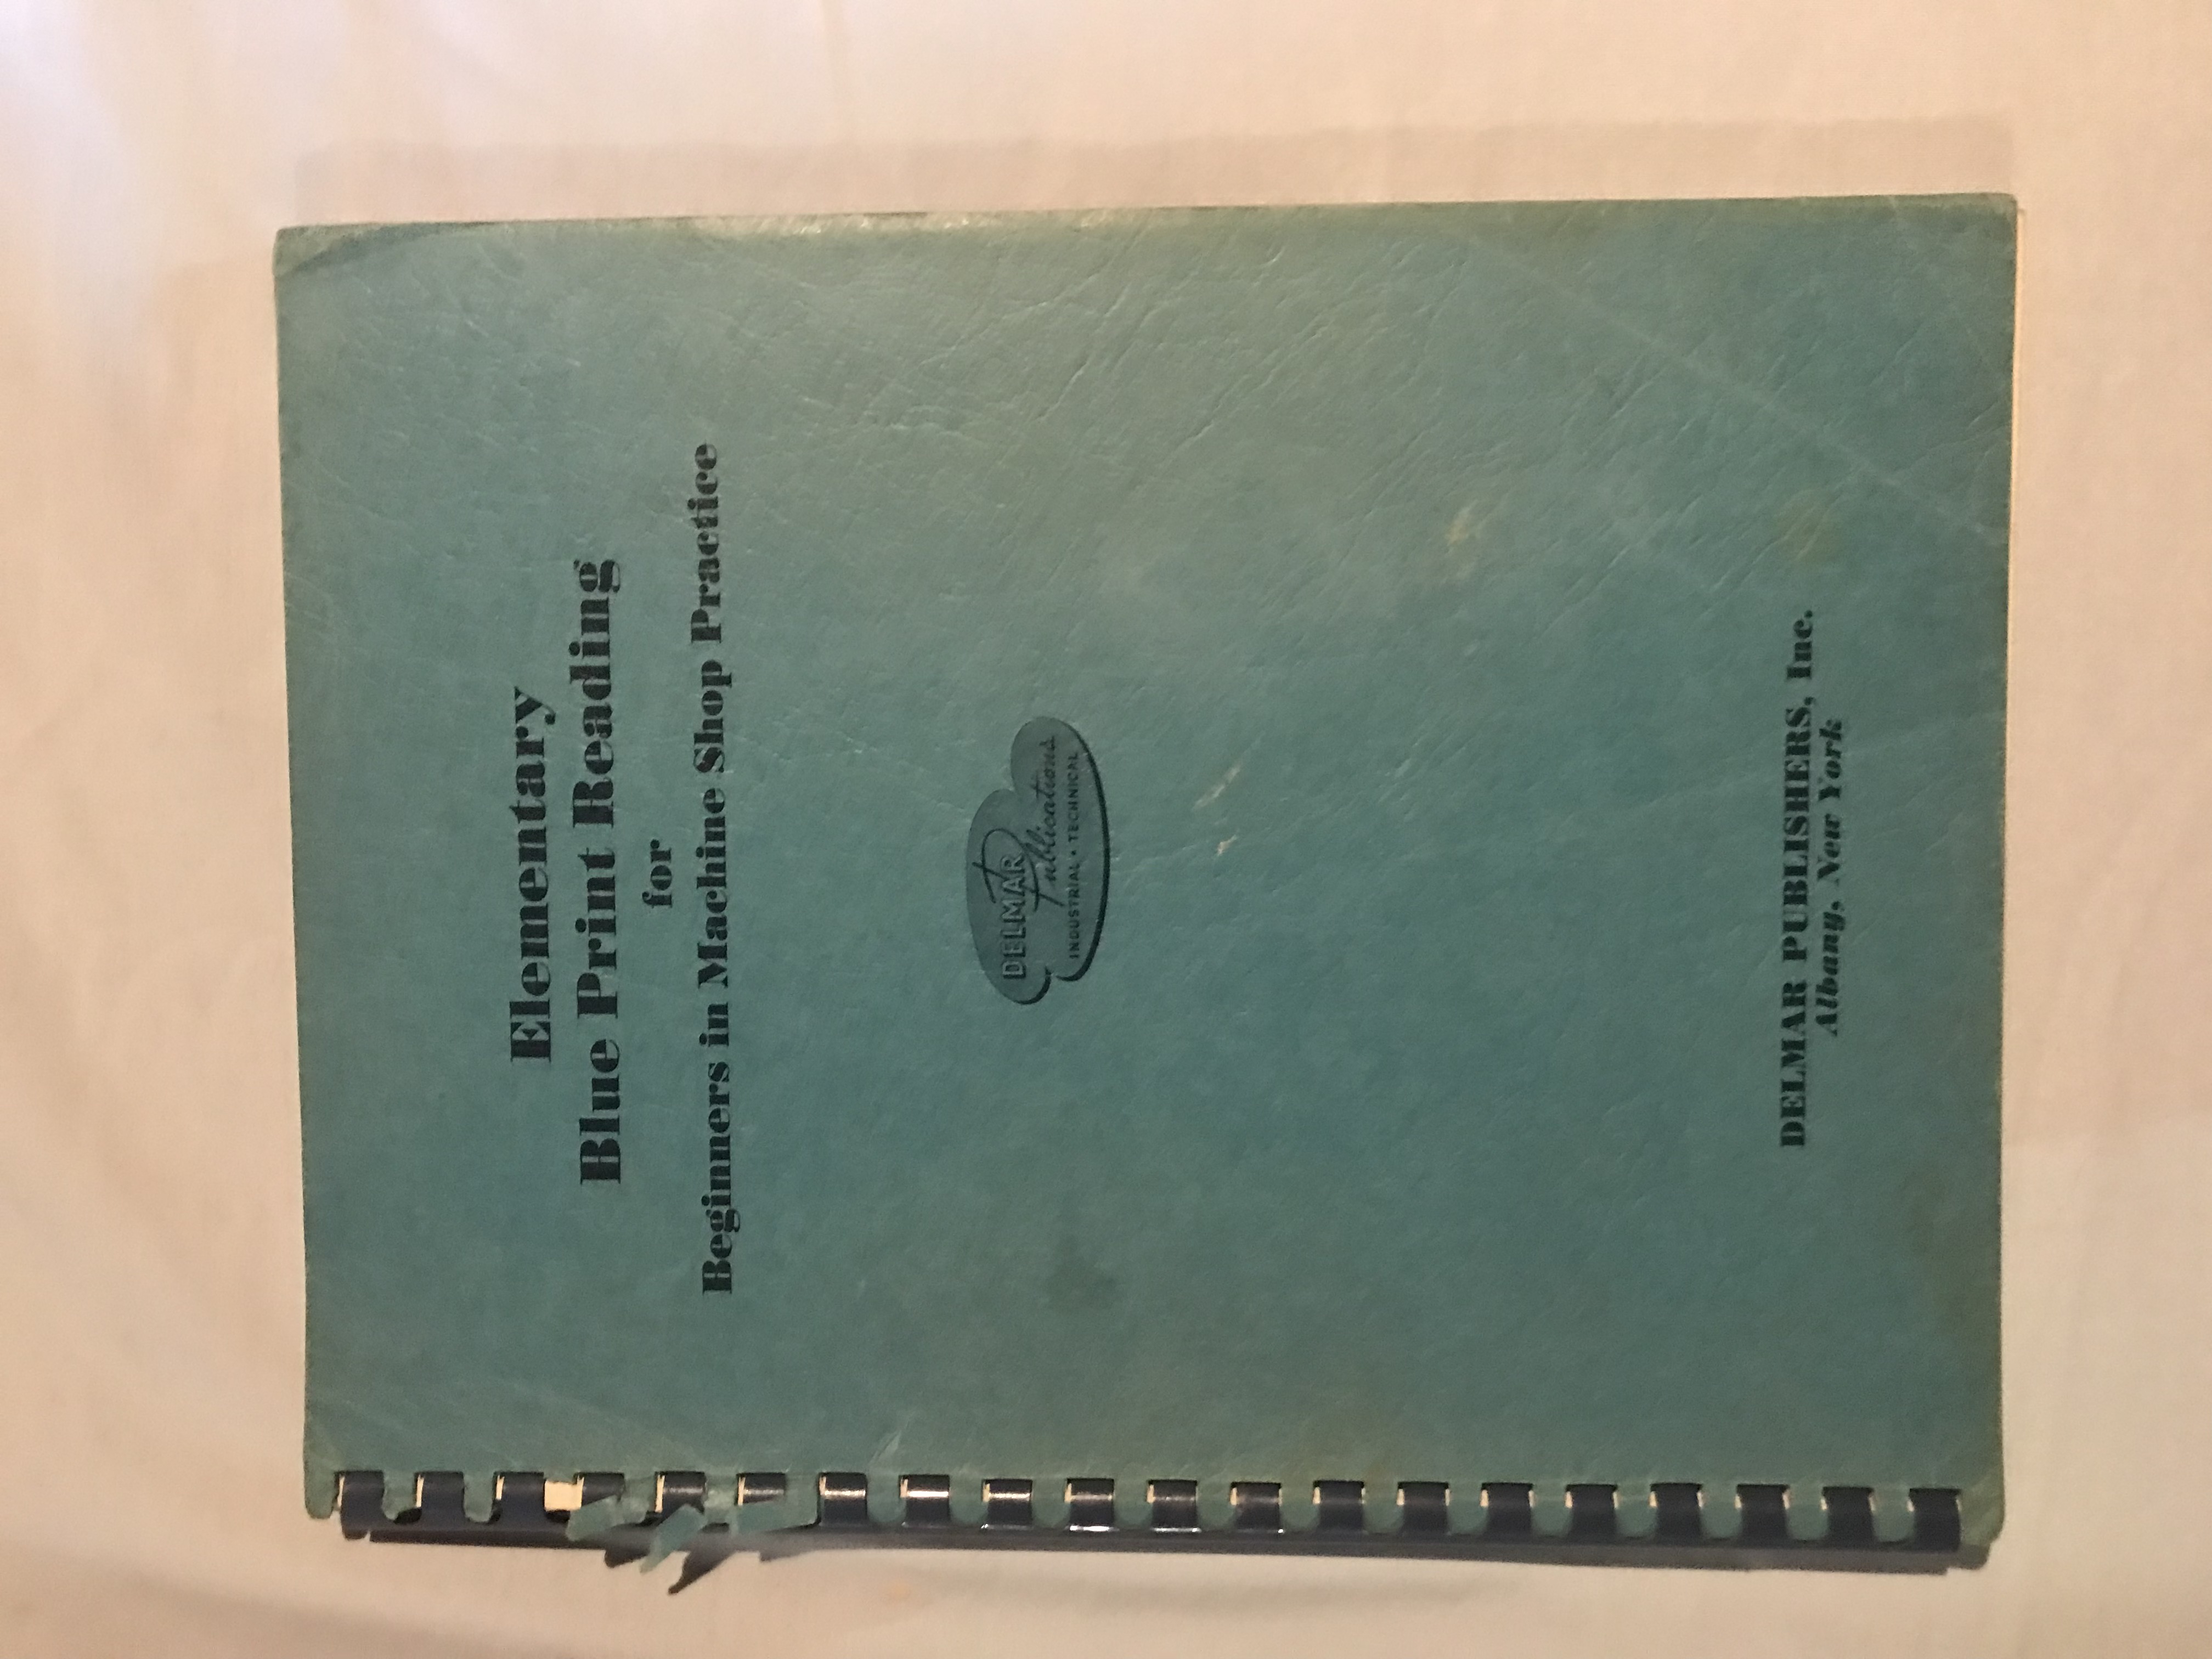 Elementary
Blue Print Reading
for
Beginners in Machine Shop Practice
DELMAR
Publications
INDUSTRIAL • TECHNICAL
DELMAR PUBLISHERS, Inc.
Albany, New York